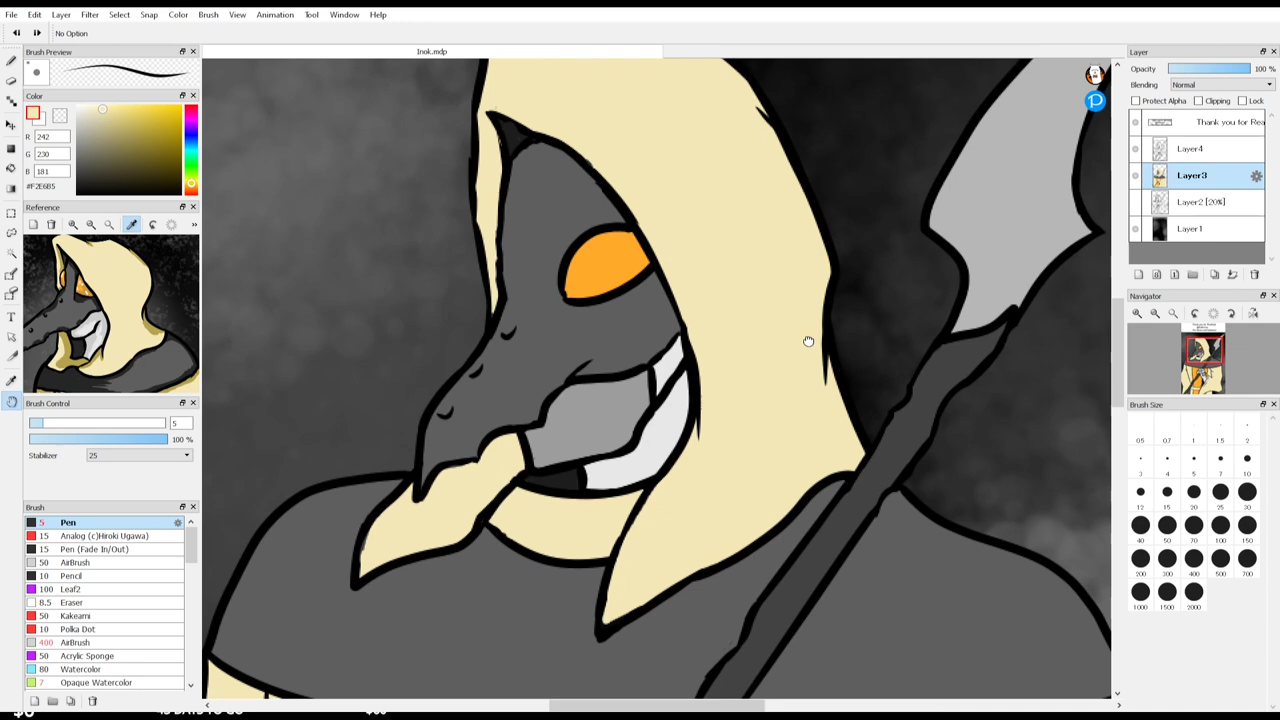 File Edit Layer Filter Select Snap Color Brush View Animation Tool Window Help
No Option
Brush Preview
Inok.mdp
Layer
Opacity 100 %
Blending Normal
Protect Alpha Clipping Lock
Thank you for Rea
Layer4
Layer3
Layer2 [20%]
Layer1
Color
R 242
G 230
B 181
#F2E6B5
Reference
Navigator
Brush Control
5
100 %
Stabilizer 25
Brush Size
0.5 0.7 1 1.5 2
3 4 5 7 10
12 15 20 25 30
40 50 70 100 150
200 300 400 500 700
1000 1500 2000
Brush
5 Pen
15 Analog (c)Hiroki Ugawa)
15 Pen (Fade In/Out)
50 AirBrush
10 Pencil
100 Leaf2
8.5 Eraser
50 Kakeami
10 Polka Dot
400 AirBrush
50 Acrylic Sponge
80 Watercolor
7 Opaque Watercolor